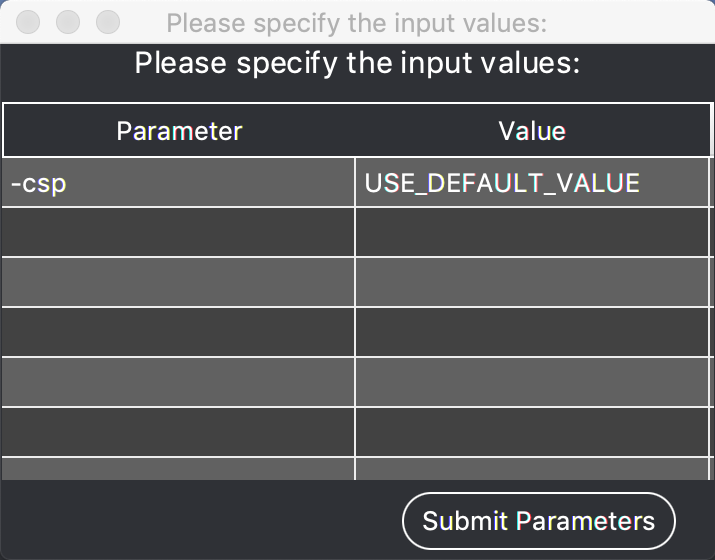 Please specify the input values:
Please specify the input values:
Parameter Value
-csp USE_DEFAULT_VALUE
Submit Parameters